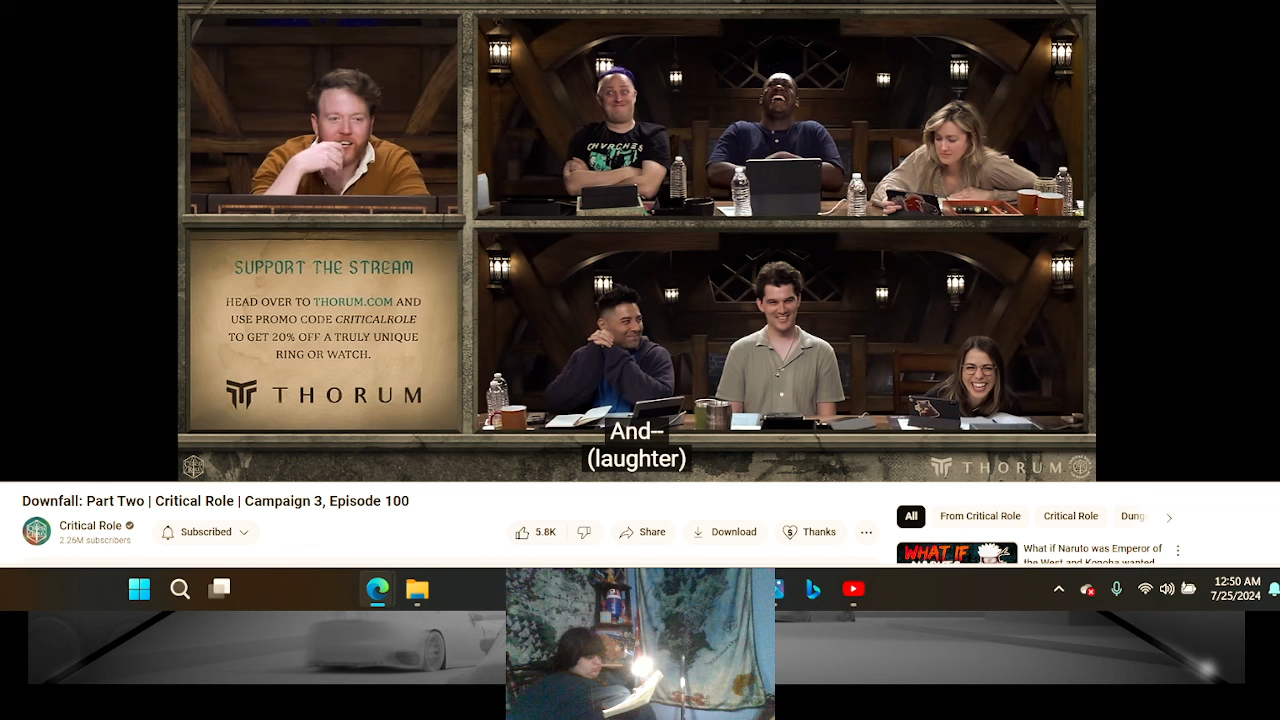 CHVRCHES
SUPPORT THE STREAM
HEAD OVER TO THORUM.COM AND
USE PROMO CODE CRITICALROLE
TO GET 20% OFF A TRULY UNIQUE
RING OR WATCH.
THORUM
And–
(laughter)
THORUM
Downfall: Part Two | Critical Role | Campaign 3, Episode 100
Critical Role
2.26M subscribers
Subscribed
5.8K
Share
Download
Thanks
All
From Critical Role
Critical Role
Dung
WHAT IF
What if Naruto was Emperor of
the West and Konoha wanted
12:50 AM
7/25/2024